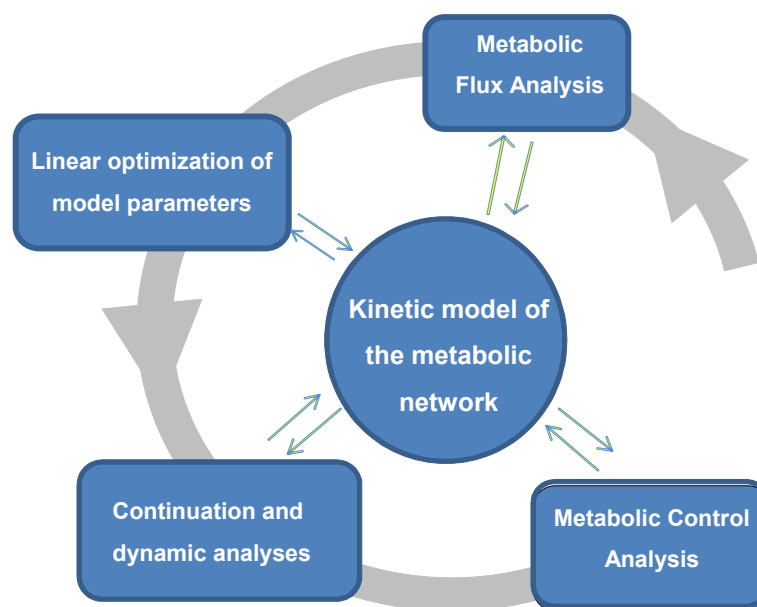 Metabolic
Flux Analysis
Linear optimization of
model parameters
Kinetic model of
the metabolic
network
Continuation and
dynamic analyses
Metabolic Control
Analysis